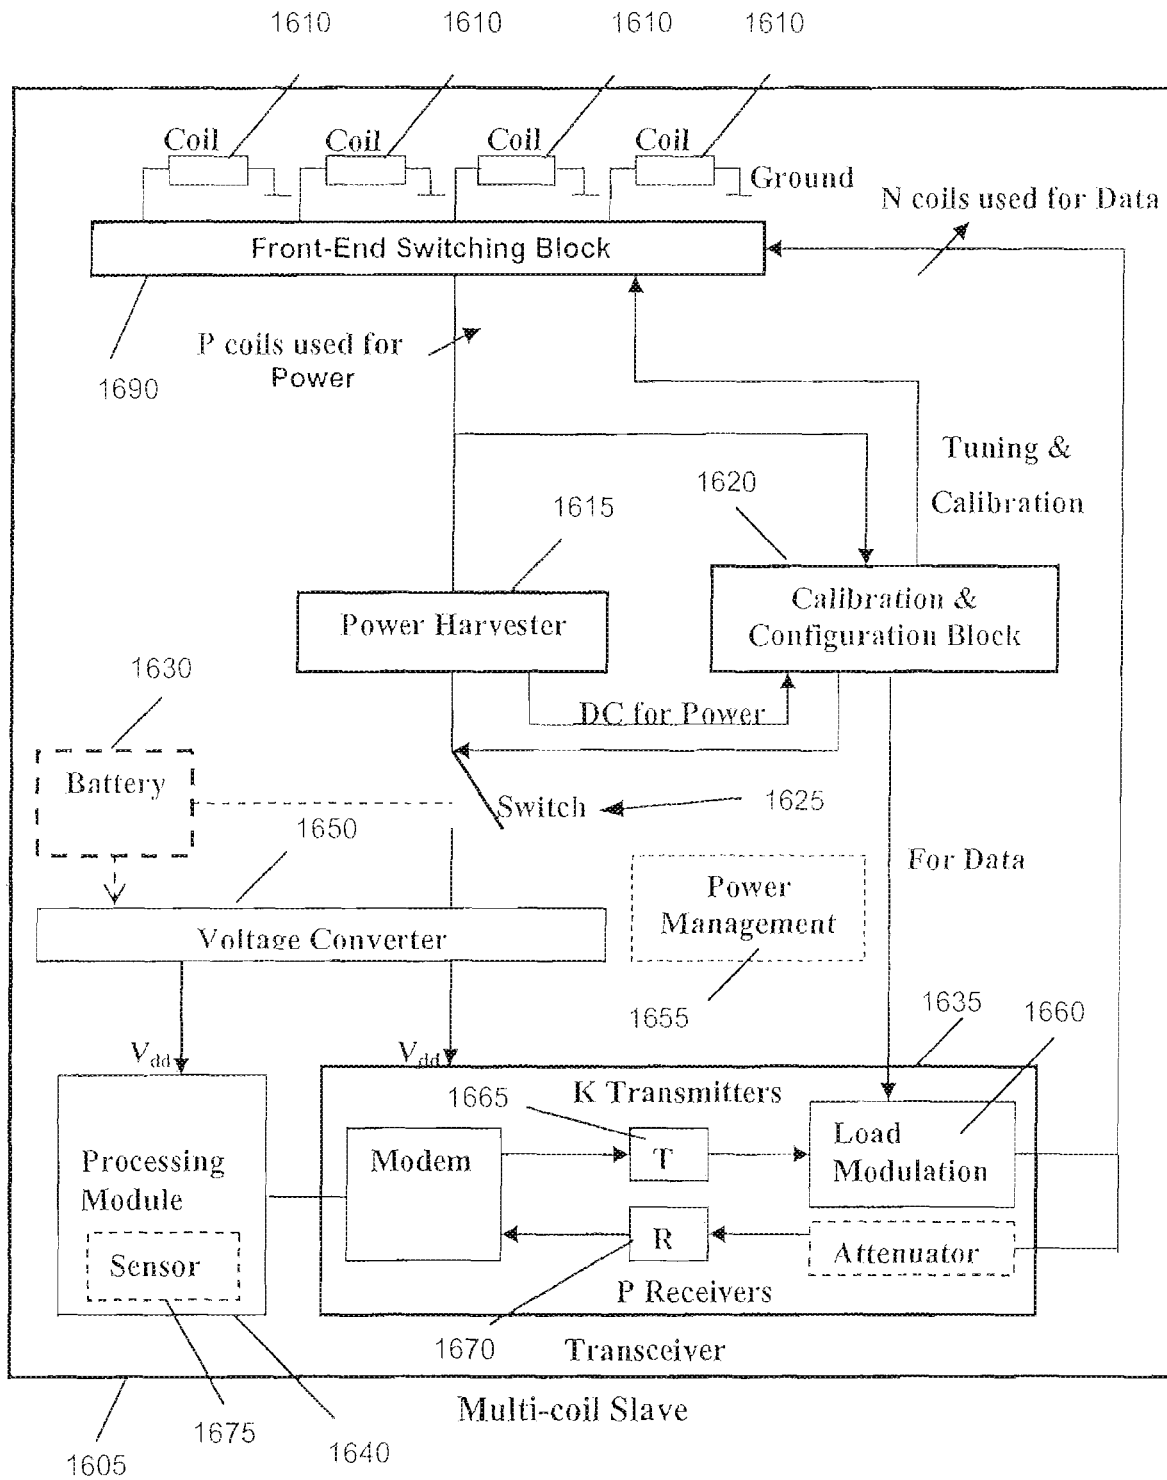 1610 1610 1610 1610
Coil Coil Coil Coil
Ground
N coils used for Data
Front-End Switching Block
P coils used for
Power
1690
Tuning &
Calibration
1620
1615
Power Harvester
Calibration &
Configuration Block
1630
DC for Power
Battery
Switch
1625
1650
For Data
Power
Management
Voltage Converter
1655
1635
1660
Vdd
Vdd
K Transmitters
1665
Processing
Module
Modem
T
Load
Modulation
R
Attenuator
Sensor
P Receivers
1670
Transceiver
Multi-coil Slave
1675
1640
1605